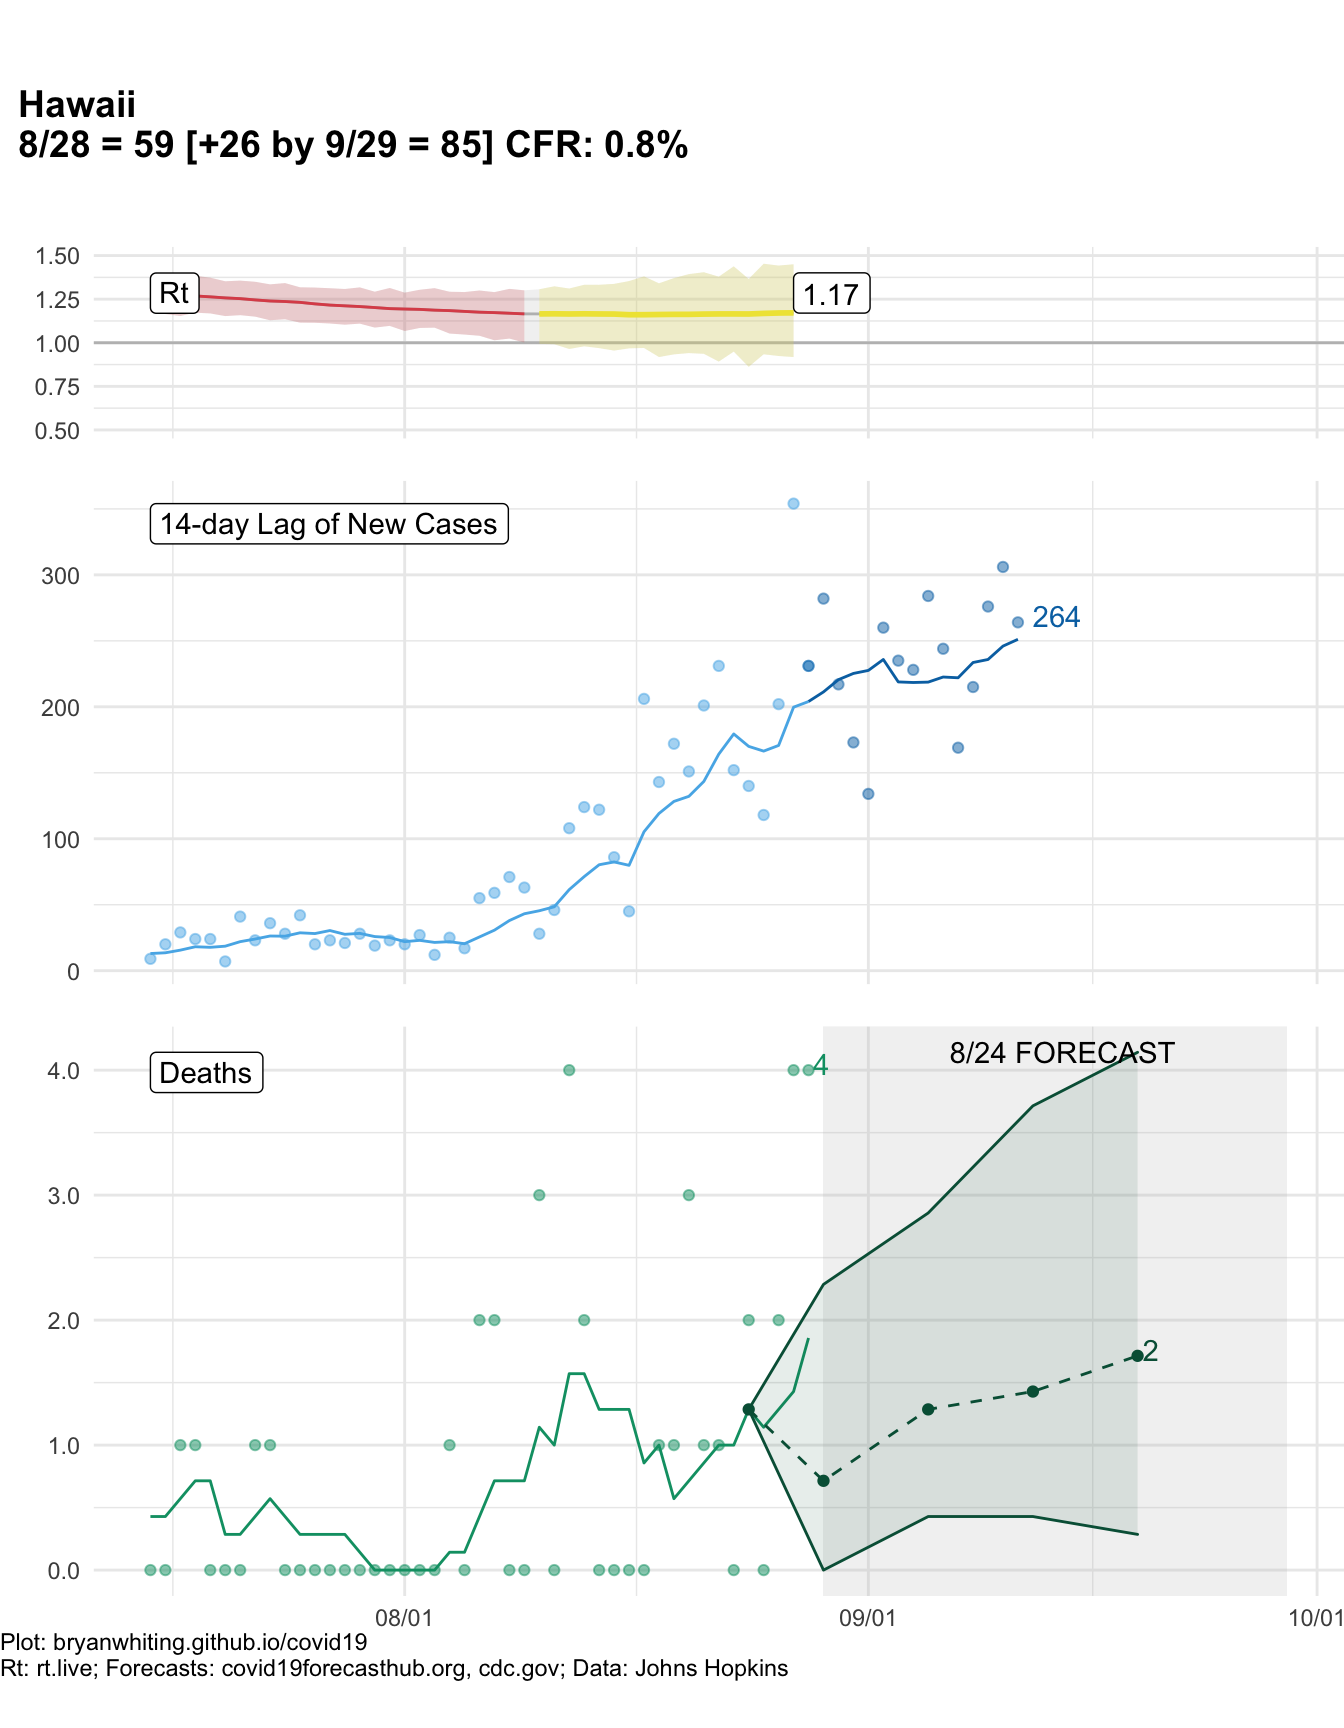 Hawaii
8/28 = 59 [+26 by 9/29 = 85] CFR: 0.8%
1.50
1.25
1.00
0.75
0.50
Rt
1.17
14-day Lag of New Cases
300
200
100
0
264
8/24 FORECAST
Deaths
4.0
3.0
2.0
1.0
0.0
4
2
08/01
09/01
10/01
Plot: bryanwhiting.github.io/covid19
Rt: rt.live; Forecasts: covid19forecasthub.org, cdc.gov; Data: Johns Hopkins